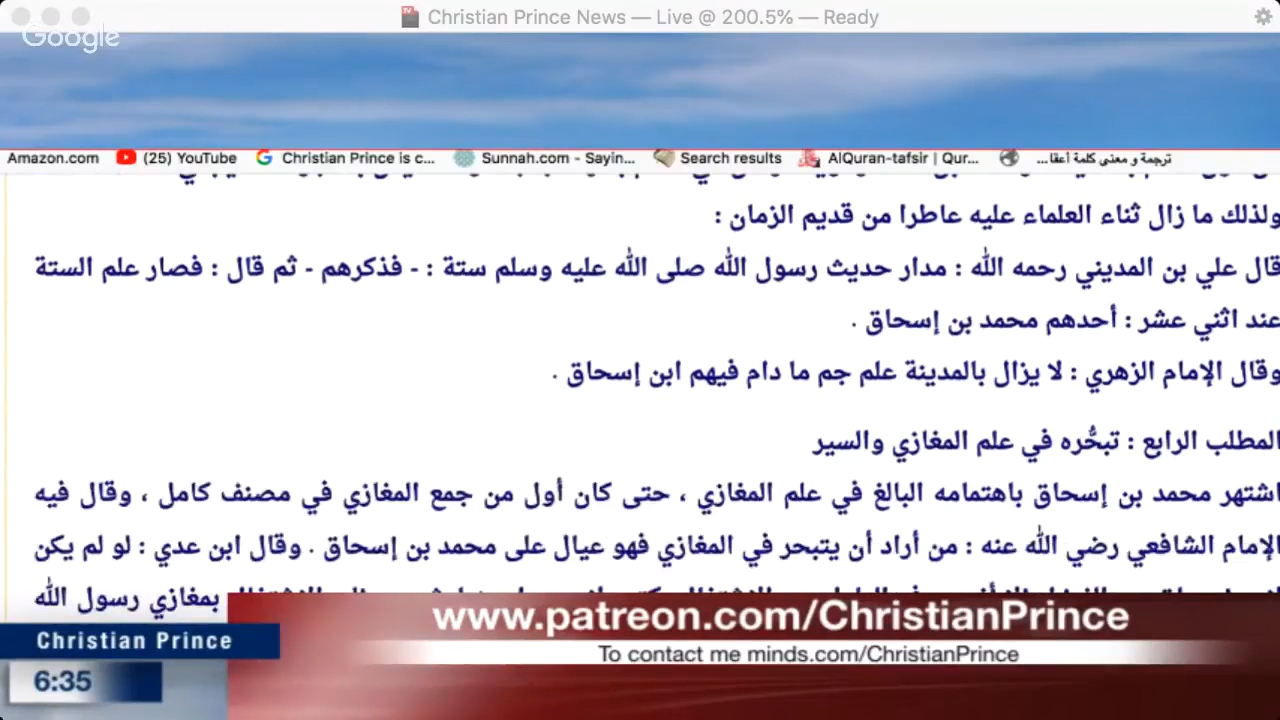 Christian Prince News — Live @ 200.5% — Ready
Google
Amazon.com (25) YouTube Christian Prince is c... Sunnah.com - Sayin... Search results AlQuran-tafsir | Qur... ترجمة و معنى كلمة أعقا...
ولذلك ما زال ثناء العلماء عليه عاطرا من قديم الزمان :
قال علي بن المديني رحمه الله : مدار حديث رسول الله صلى الله عليه وسلم ستة : - فذكرهم - ثم قال : فصار علم الستة
عند اثني عشر : أحدهم محمد بن إسحاق .
وقال الإمام الزهري : لا يزال بالمدينة علم جم ما دام فيهم ابن إسحاق .
المطلب الرابع : تبحُّره في علم المغازي والسير
اشتهر محمد بن إسحاق باهتمامه البالغ في علم المغازي ، حتى كان أول من جمع المغازي في مصنف كامل ، وقال فيه
الإمام الشافعي رضي الله عنه : من أراد أن يتبحر في المغازي فهو عيال على محمد بن إسحاق . وقال ابن عدي : لو لم يكن
بمغازي رسول الله
www.patreon.com/ChristianPrince
Christian Prince
To contact me minds.com/ChristianPrince
6:35